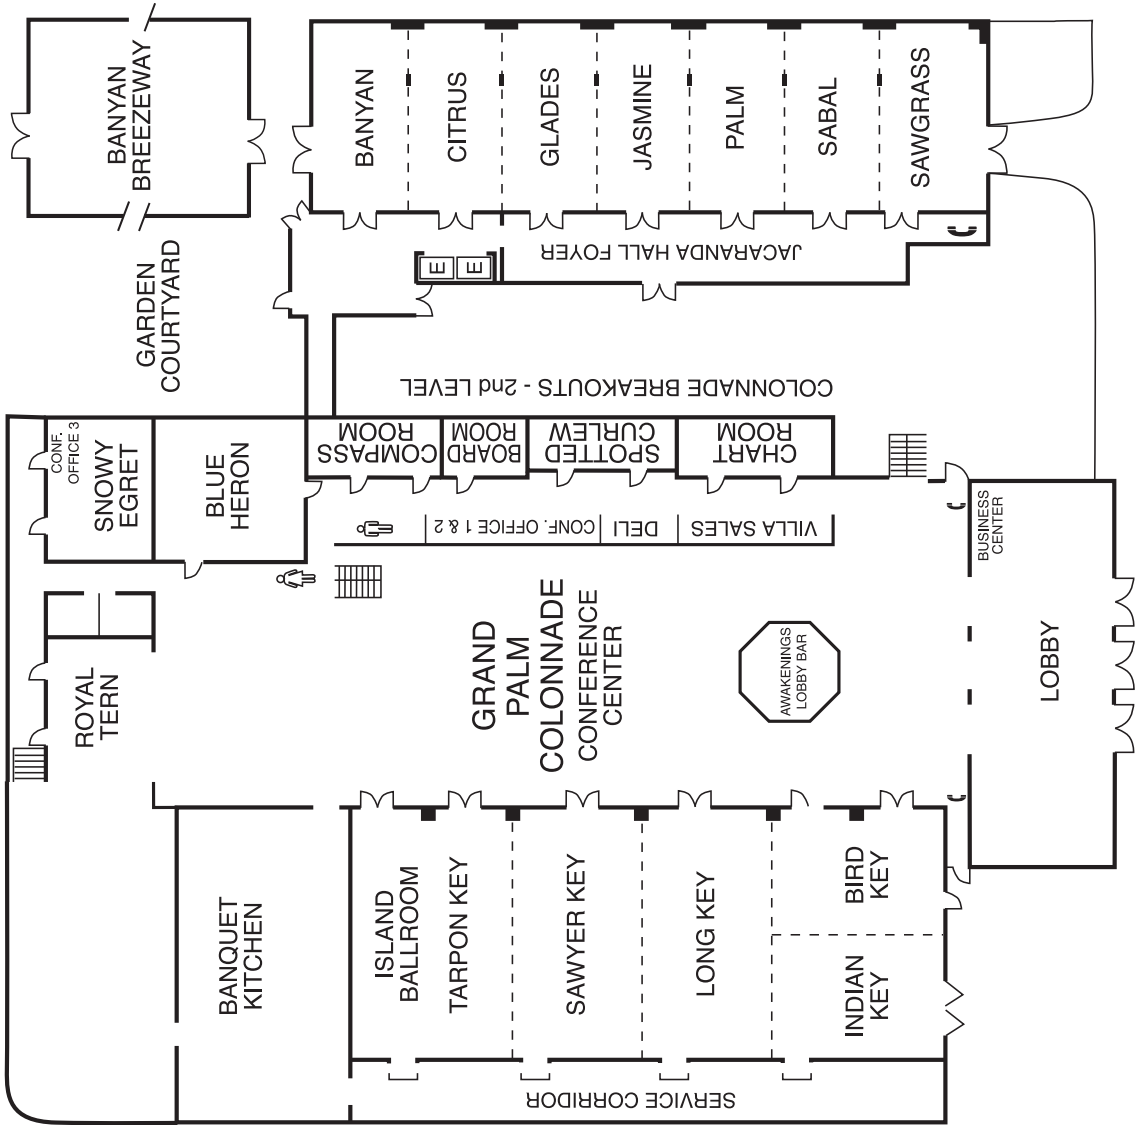 BANYAN
BREEZEWAY
BANYAN
CITRUS
GLADES
JASMINE
PALM
SABAL
SAWGRASS
GARDEN
COURTYARD
E
E
JACARANDA HALL FOYER
COLONNADE BREAKOUTS - 2nd LEVEL
CONF.
OFFICE 3
SNOWY
EGRET
BLUE
HERON
COMPASS
ROOM
BOARD
ROOM
SPOTTED
CURLEW
CHART
ROOM
CONF. OFFICE 1 & 2
DELI
VILLA SALES
BUSINESS
CENTER
ROYAL
TERN
GRAND
PALM
COLONNADE
CONFERENCE
CENTER
AWAKENINGS
LOBBY BAR
LOBBY
BANQUET
KITCHEN
ISLAND
BALLROOM
TARPON KEY
SAWYER KEY
LONG KEY
BIRD
KEY
INDIAN
KEY
SERVICE CORRIDOR